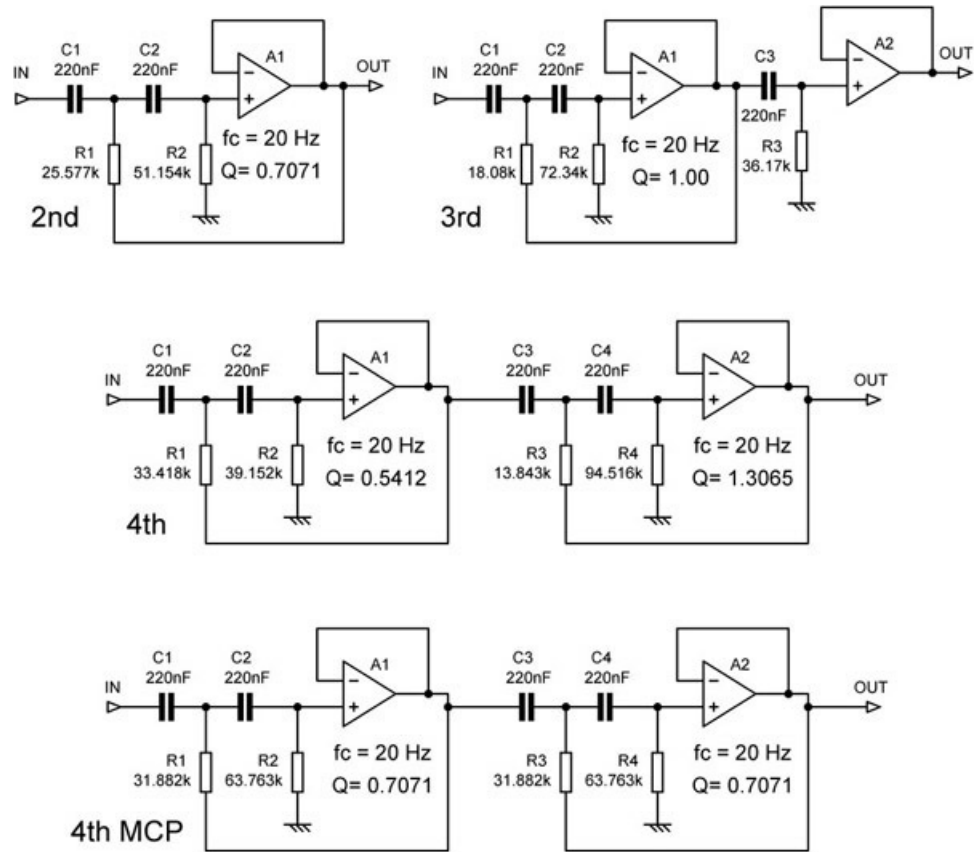 C1
220nF
C2
220nF
A1
IN
OUT
R1
25.577k
R2
51.154k
fc = 20 Hz
Q= 0.7071
2nd
C1
220nF
C2
220nF
A1
C3
220nF
A2
IN
OUT
R1
18.08k
R2
72.34k
fc = 20 Hz
Q= 1.00
R3
36.17k
3rd
C1
220nF
C2
220nF
A1
C3
220nF
C4
220nF
A2
IN
OUT
R1
33.418k
R2
39.152k
fc = 20 Hz
Q= 0.5412
R3
13.843k
R4
94.516k
fc = 20 Hz
Q= 1.3065
4th
C1
220nF
C2
220nF
A1
C3
220nF
C4
220nF
A2
IN
OUT
R1
31.882k
R2
63.763k
fc = 20 Hz
Q= 0.7071
R3
31.882k
R4
63.763k
fc = 20 Hz
Q= 0.7071
4th MCP